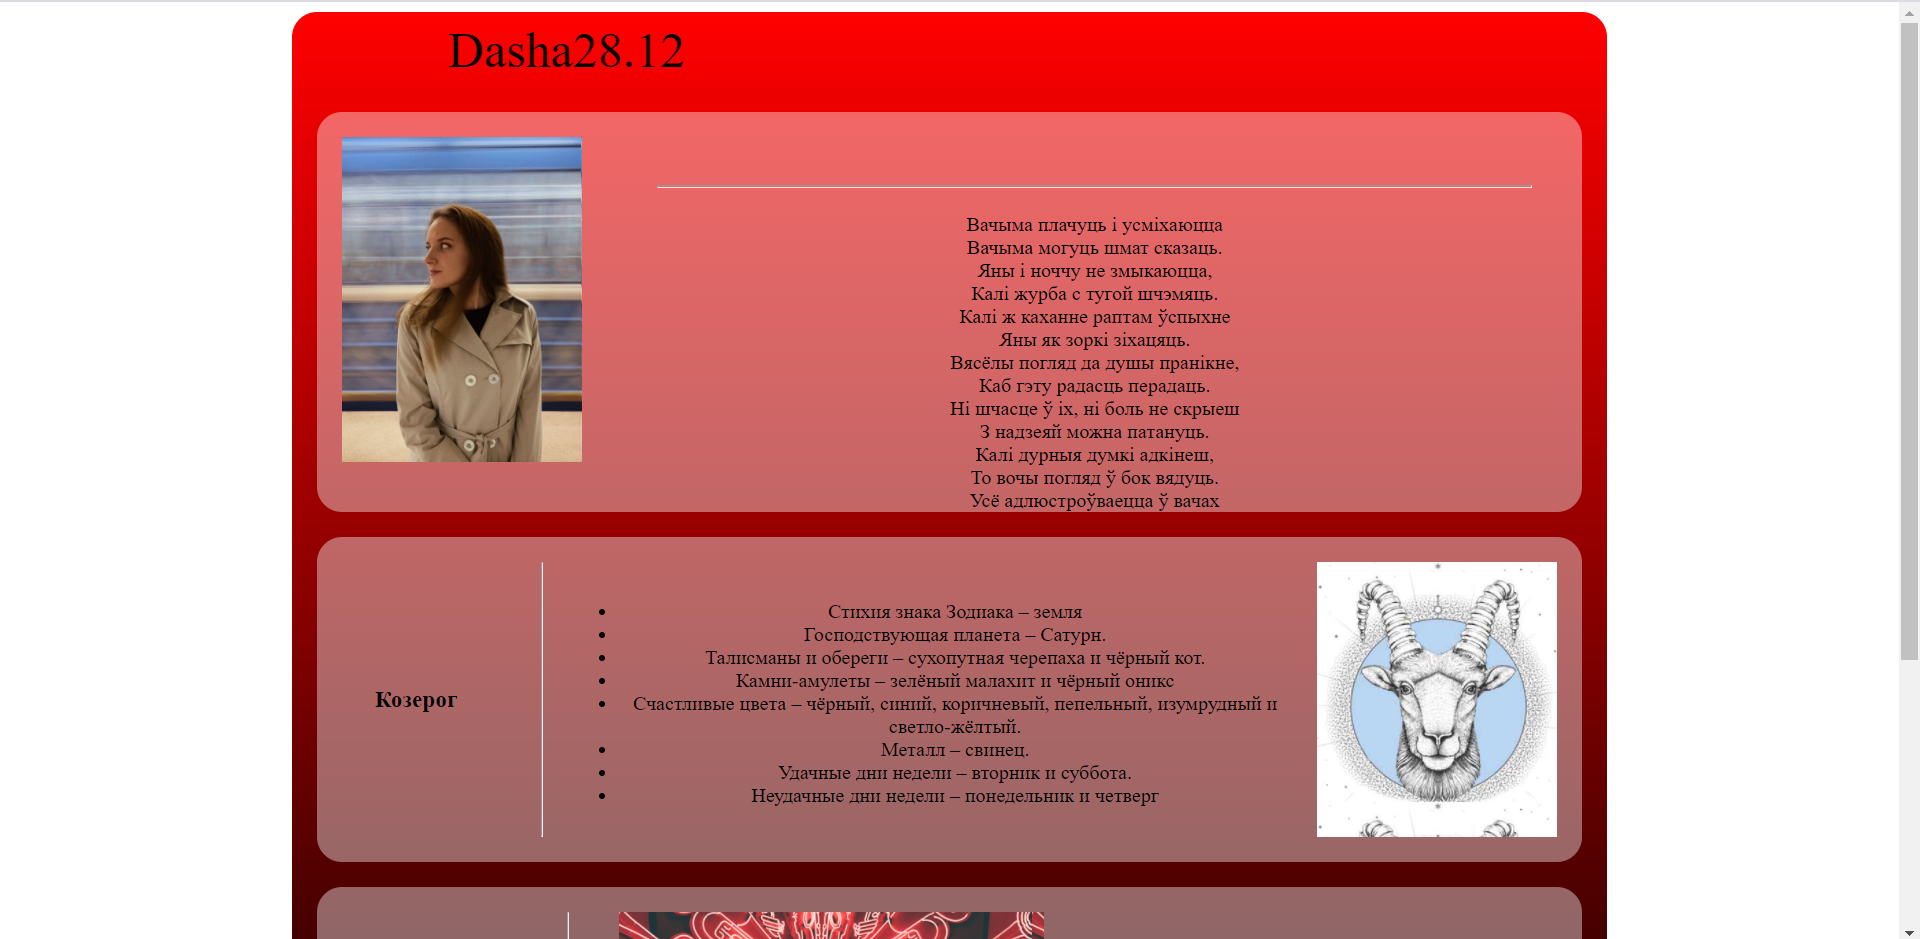 Dasha28.12
Вачыма плачуць і усміхаюцца
Вачыма могуць шмат сказаць.
Яны і ноччу не змыкаюцца,
Калі журба с тугой шчэмяць.
Калі ж каханне раптам ўспыхне
Яны як зоркі зіхацяць.
Вясёлы погляд да душы пранікне,
Каб гэту радасць перадаць.
Ні шчасце ў іх, ні боль не скрыеш
З надзеяй можна патануць.
Калі дурныя думкі адкінеш,
То вочы погляд ў бок вядуць.
Усё адлюстроўваецца ў вачах
Козерог
• Стихия знака Зодиака – земля
• Господствующая планета – Сатурн.
• Талисманы и обереги – сухопутная черепаха и чёрный кот.
• Камни-амулеты – зелёный малахит и чёрный оникс
• Счастливые цвета – чёрный, синий, коричневый, пепельный, изумрудный и
светло-жёлтый.
• Металл – свинец.
• Удачные дни недели – вторник и суббота.
• Неудачные дни недели – понедельник и четверг